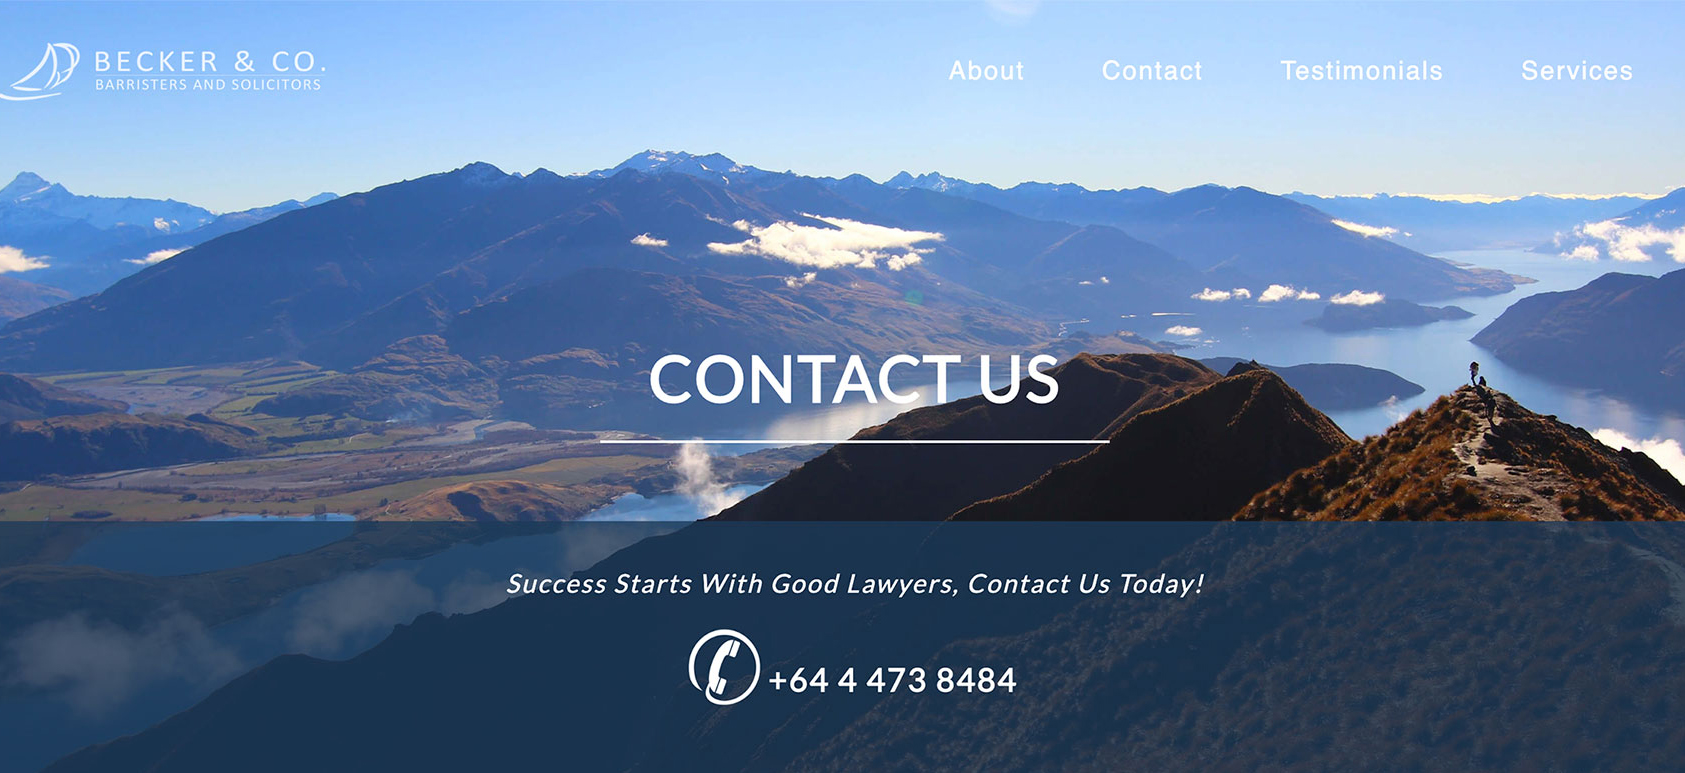 BECKER & CO.
BARRISTERS AND SOLICITORS
About Contact Testimonials Services
CONTACT US
Success Starts With Good Lawyers, Contact Us Today!
+64 4 473 8484